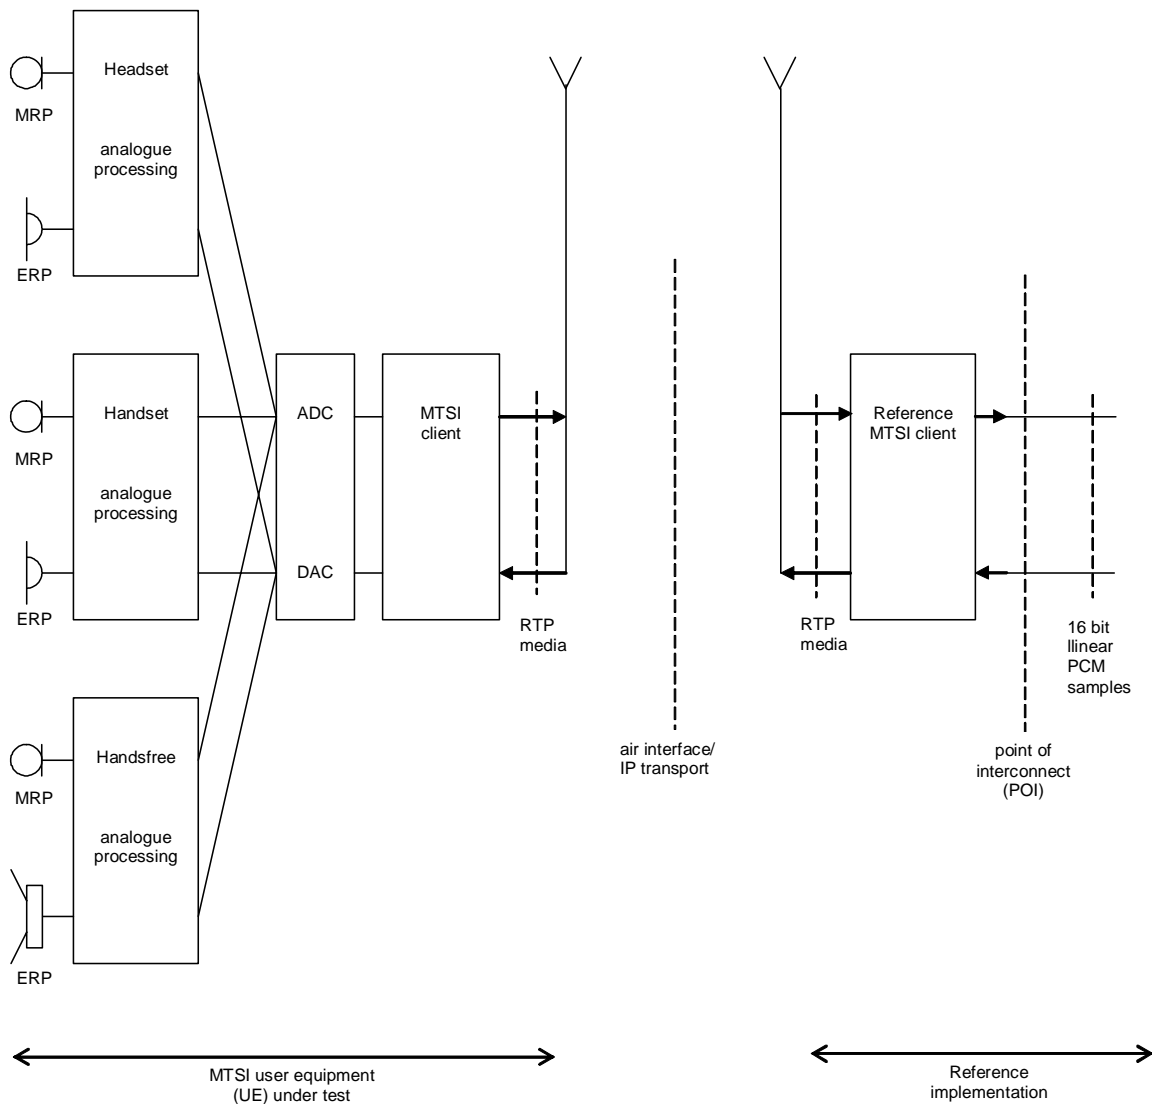 Headset
MRP
analogue
processing
ERP
Handset
MRP
analogue
processing
ERP
Handsfree
MRP
analogue
processing
ERP
ADC
DAC
MTSI
client
RTP
media
air interface/
IP transport
RTP
media
Reference
MTSI client
point of
interconnect
(POI)
16 bit
llinear
PCM
samples
MTSI user equipment
(UE) under test
Reference
implementation